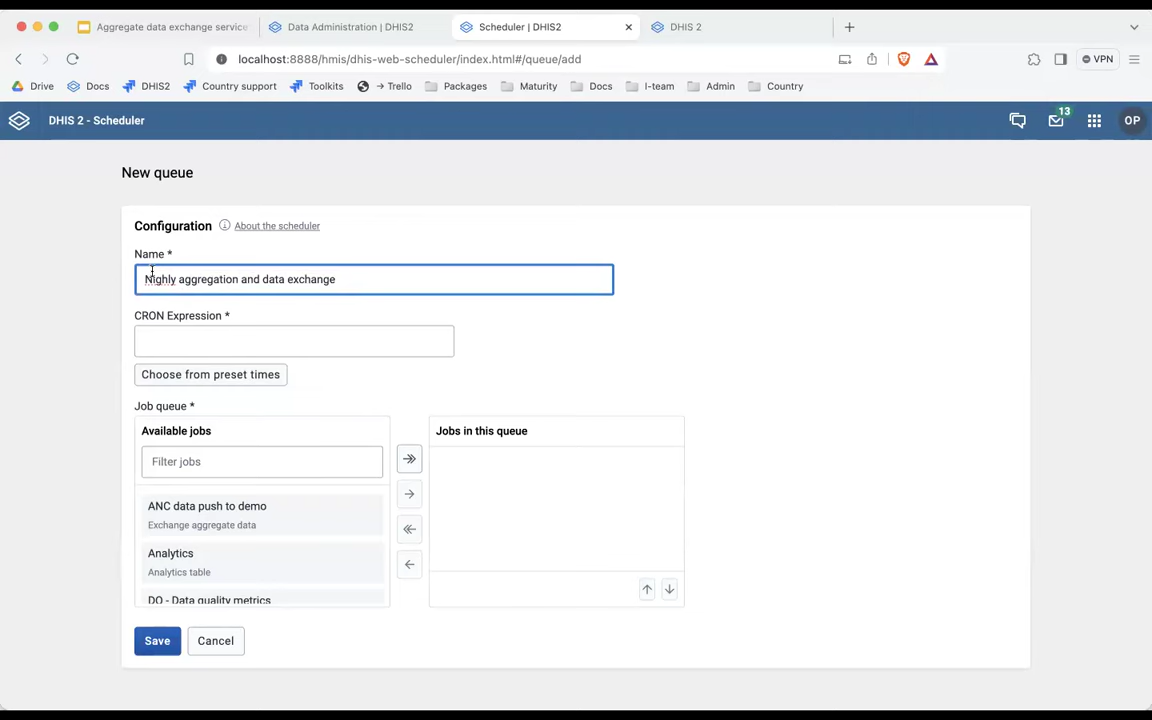 Aggregate data exchange service
Data Administration | DHIS2
Scheduler | DHIS2
DHIS 2
localhost:8888/hmis/dhis-web-scheduler/index.html#/queue/add
VPN
Drive
Docs
DHIS2
Country support
Toolkits
→ Trello
Packages
Maturity
Docs
I-team
Admin
Country
DHIS 2 - Scheduler
13
OP
New queue
Configuration
About the scheduler
Name *
Nighly aggregation and data exchange
CRON Expression *
Choose from preset times
Job queue *
Available jobs
Jobs in this queue
Filter jobs
ANC data push to demo
Exchange aggregate data
Analytics
Analytics table
DQ - Data quality metrics
Save
Cancel